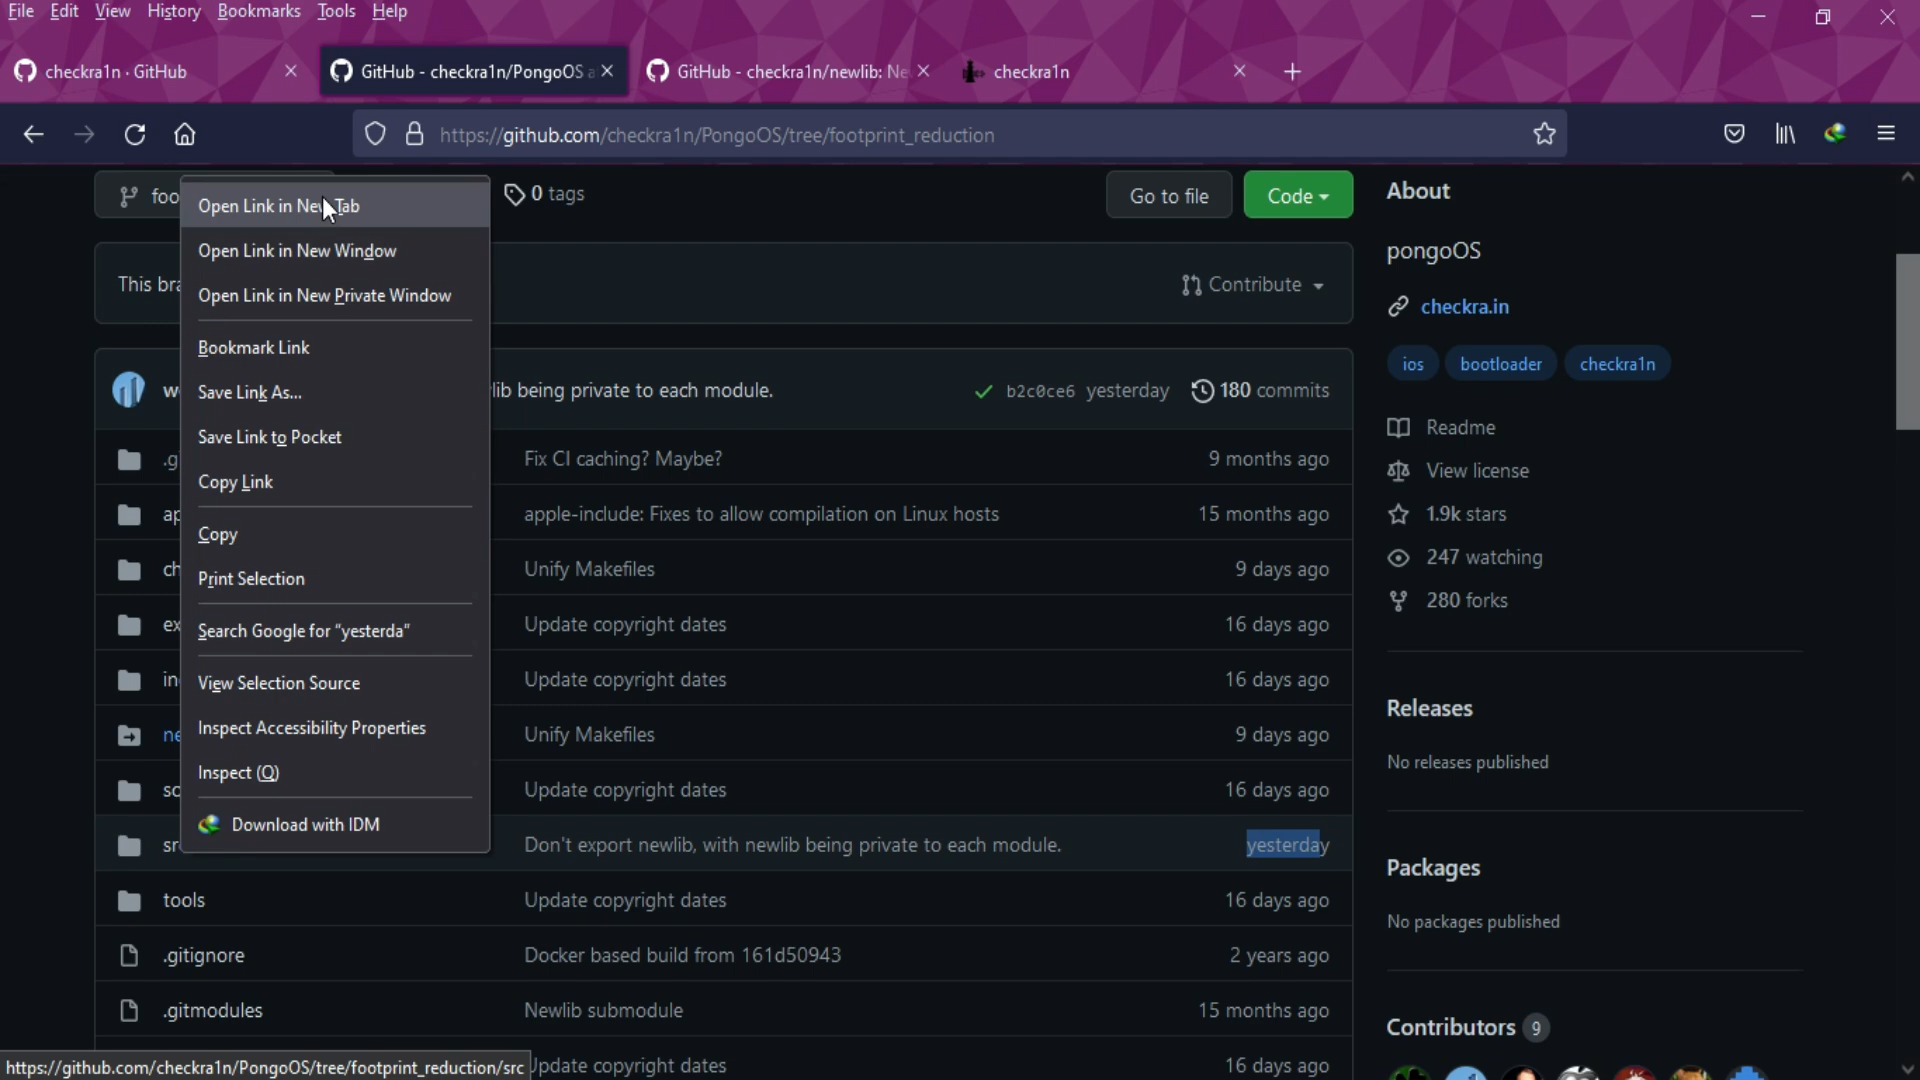 File Edit View History Bookmarks Tools Help
checkra1n · GitHub
GitHub - checkra1n/PongoOS a
GitHub - checkra1n/newlib: Ne
checkra1n
https://github.com/checkra1n/PongoOS/tree/footprint_reduction
foo
0 tags
Go to file
Code
This bra
Contribute
we
lib being private to each module.
b2c0ce6 yesterday
180 commits
.g
Fix CI caching? Maybe?
9 months ago
ap
apple-include: Fixes to allow compilation on Linux hosts
15 months ago
ch
Unify Makefiles
9 days ago
ex
Update copyright dates
16 days ago
in
Update copyright dates
16 days ago
ne
Unify Makefiles
9 days ago
sc
Update copyright dates
16 days ago
sr
Don't export newlib, with newlib being private to each module.
yesterday
tools
Update copyright dates
16 days ago
.gitignore
Docker based build from 161d50943
2 years ago
.gitmodules
Newlib submodule
15 months ago
Update copyright dates
16 days ago
Open Link in New Tab
Open Link in New Window
Open Link in New Private Window
Bookmark Link
Save Link As...
Save Link to Pocket
Copy Link
Copy
Print Selection
Search Google for “yesterda”
View Selection Source
Inspect Accessibility Properties
Inspect (Q)
Download with IDM
About
pongoOS
checkra.in
ios
bootloader
checkra1n
Readme
View license
1.9k stars
247 watching
280 forks
Releases
No releases published
Packages
No packages published
Contributors 9
https://github.com/checkra1n/PongoOS/tree/footprint_reduction/src